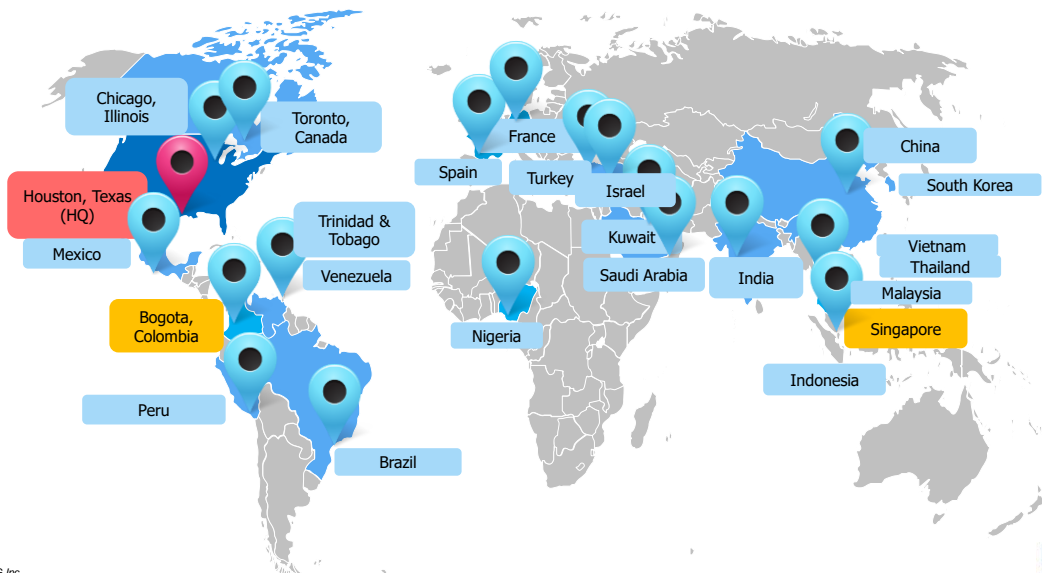 Chicago,
Illinois
Toronto,
Canada
Houston, Texas
(HQ)
Mexico
Trinidad &
Tobago
Venezuela
Bogota,
Colombia
Peru
Brazil
France
Spain
Turkey
Israel
Kuwait
Saudi Arabia
Nigeria
India
China
South Korea
Vietnam
Thailand
Malaysia
Singapore
Indonesia
Inc